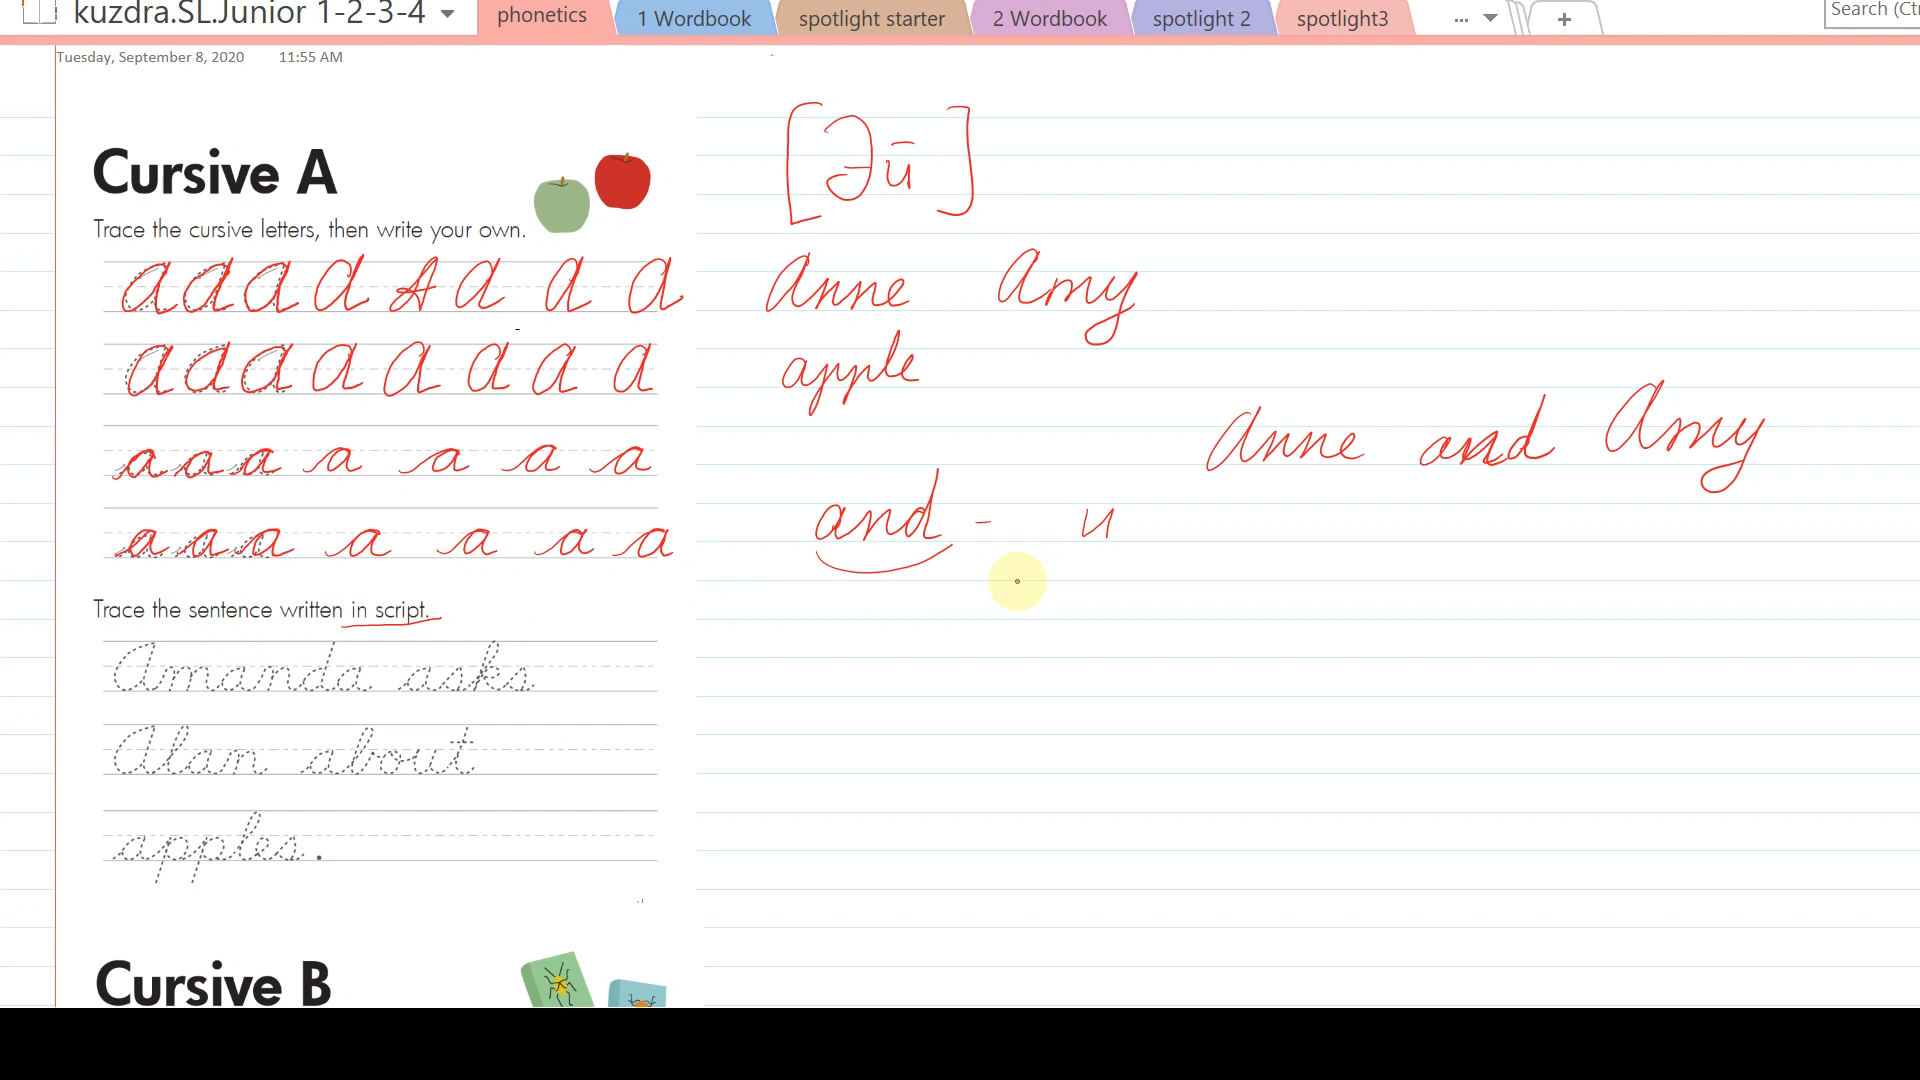 kuzdra.SL.Junior 1-2-3-4 phonetics 1 Wordbook spotlight starter 2 Wordbook spotlight 2 spotlight3 ... + Search (Ct
Tuesday, September 8, 2020 11:55 AM
Cursive A
Trace the cursive letters, then write your own.
A A A A A A A A
A A A A A A A A
a a a a a a a
a a a a a a a
Trace the sentence written in script.
Amanda asks
Alan about
apples.
Cursive B
[Эй]
Anne Amy
apple
Anne and Amy
and - и